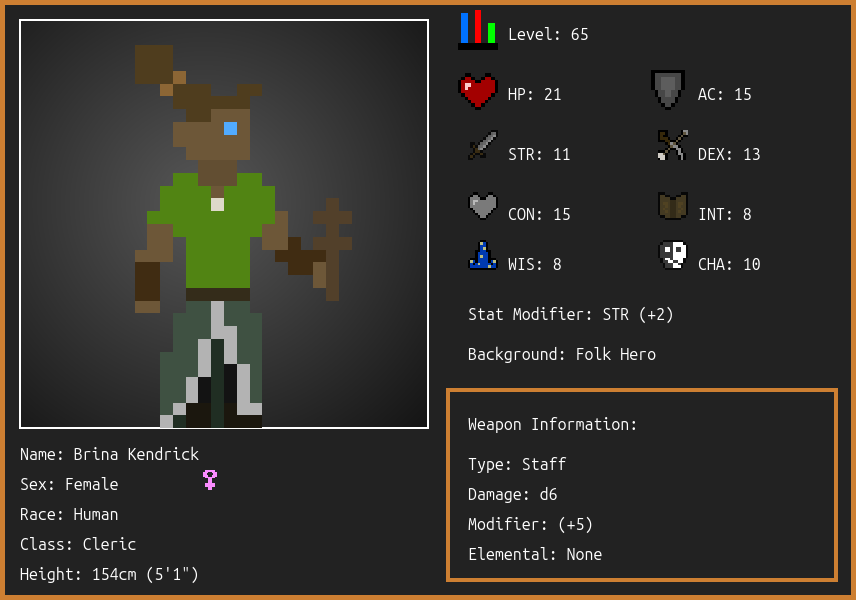 Level: 65
HP: 21
AC: 15
STR: 11
DEX: 13
CON: 15
INT: 8
WIS: 8
CHA: 10
Stat Modifier: STR (+2)
Background: Folk Hero
Weapon Information:
Type: Staff
Damage: d6
Modifier: (+5)
Elemental: None
Name: Brina Kendrick
Sex: Female
Race: Human
Class: Cleric
Height: 154cm (5'1")